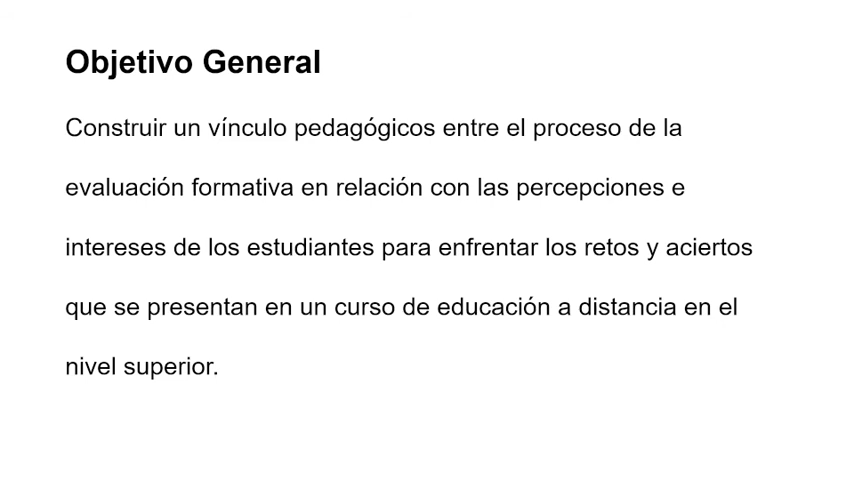 Objetivo General
Construir un vínculo pedagógicos entre el proceso de la
evaluación formativa en relación con las percepciones e
intereses de los estudiantes para enfrentar los retos y aciertos
que se presentan en un curso de educación a distancia en el
nivel superior.